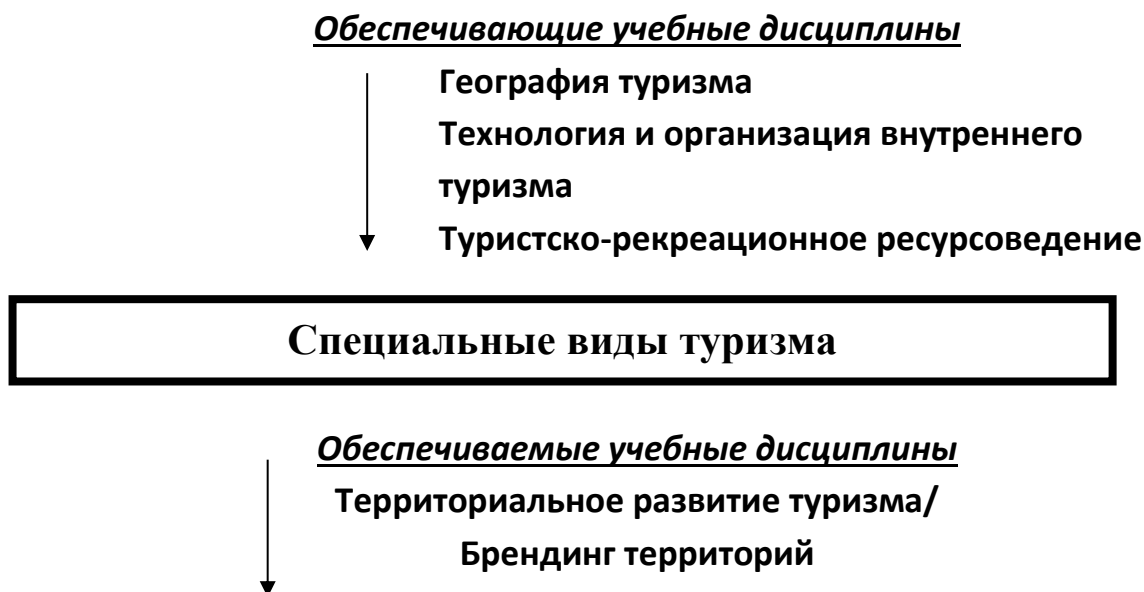 Обеспечивающие учебные дисциплины
География туризма
Технология и организация внутреннего
туризма
Туристско-рекреационное ресурсоведение
Специальные виды туризма
Обеспечиваемые учебные дисциплины
Территориальное развитие туризма/
Брендинг территорий